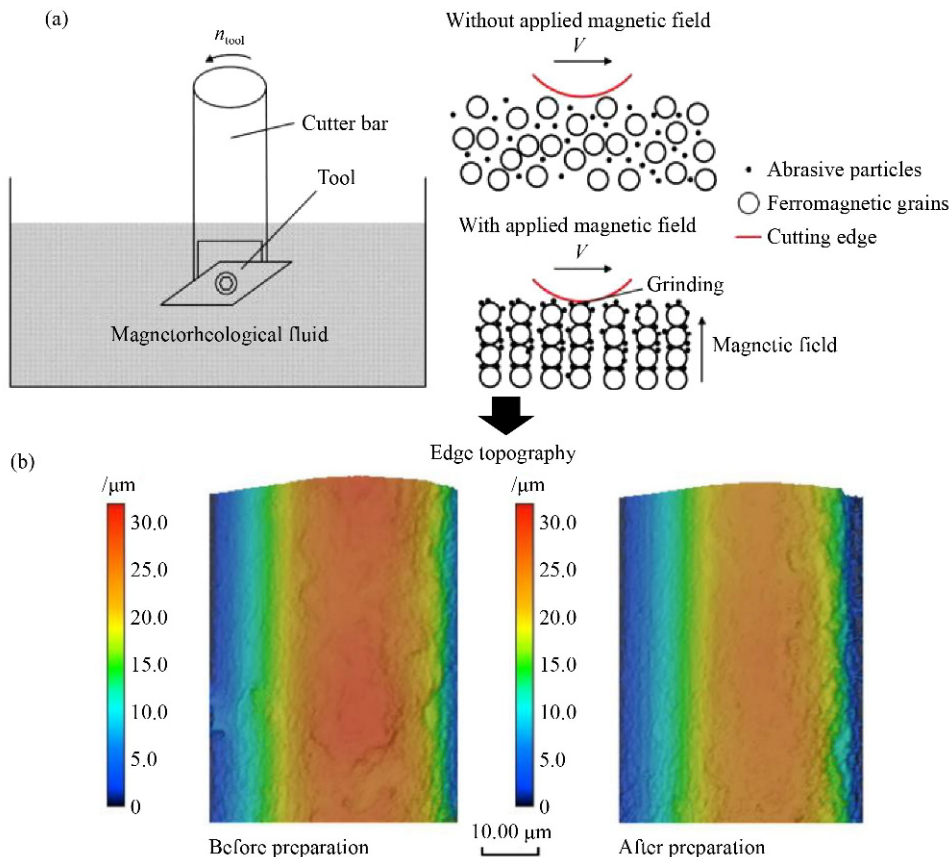 (a)
n_tool
Cutter bar
Tool
Magnetorheological fluid
Without applied magnetic field
V
Abrasive particles
Ferromagnetic grains
Cutting edge
With applied magnetic field
V
Grinding
Magnetic field
Edge topography
(b)
/μm
30.0
25.0
20.0
15.0
10.0
5.0
0
/μm
30.0
25.0
20.0
15.0
10.0
5.0
0
Before preparation
10.00 μm
After preparation